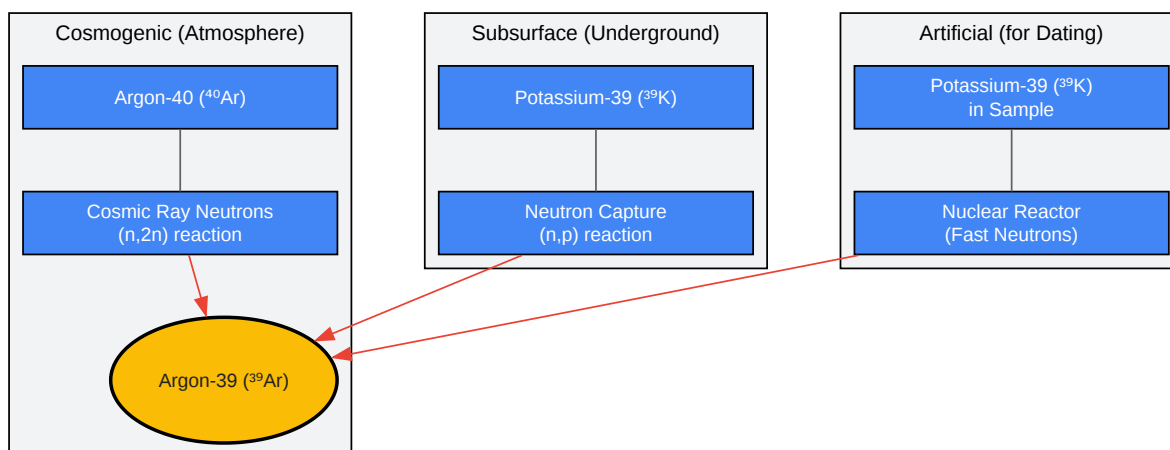 Cosmogenic (Atmosphere)
Argon-40 (⁴⁰Ar)
Cosmic Ray Neutrons
(n,2n) reaction
Argon-39 (³⁹Ar)
Subsurface (Underground)
Potassium-39 (³⁹K)
Neutron Capture
(n,p) reaction
Artificial (for Dating)
Potassium-39 (³⁹K)
in Sample
Nuclear Reactor
(Fast Neutrons)